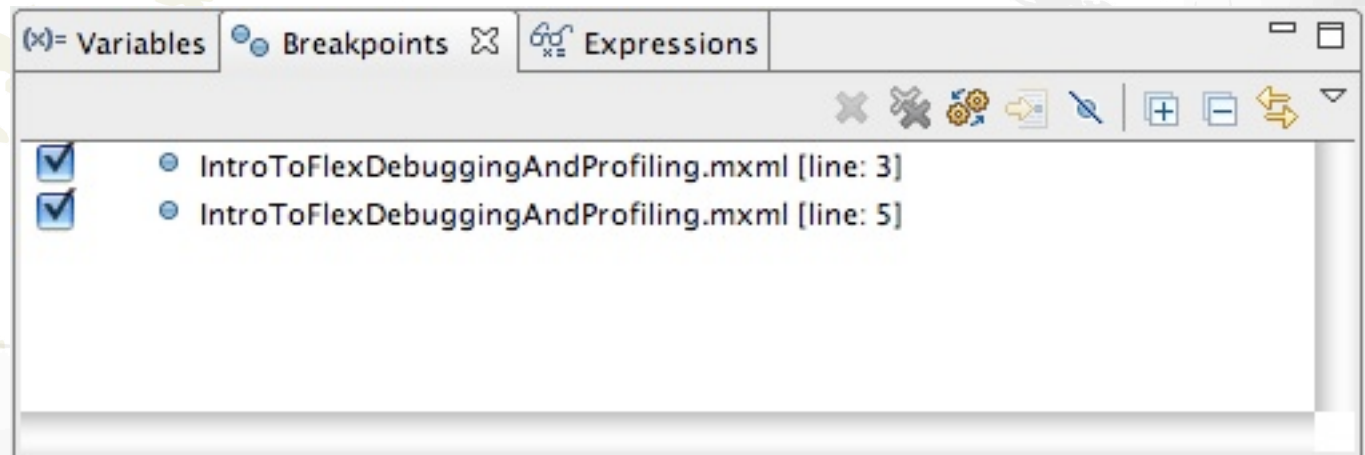 (x)= Variables Breakpoints Expressions
IntroToFlexDebuggingAndProfiling.mxml [line: 3]
IntroToFlexDebuggingAndProfiling.mxml [line: 5]